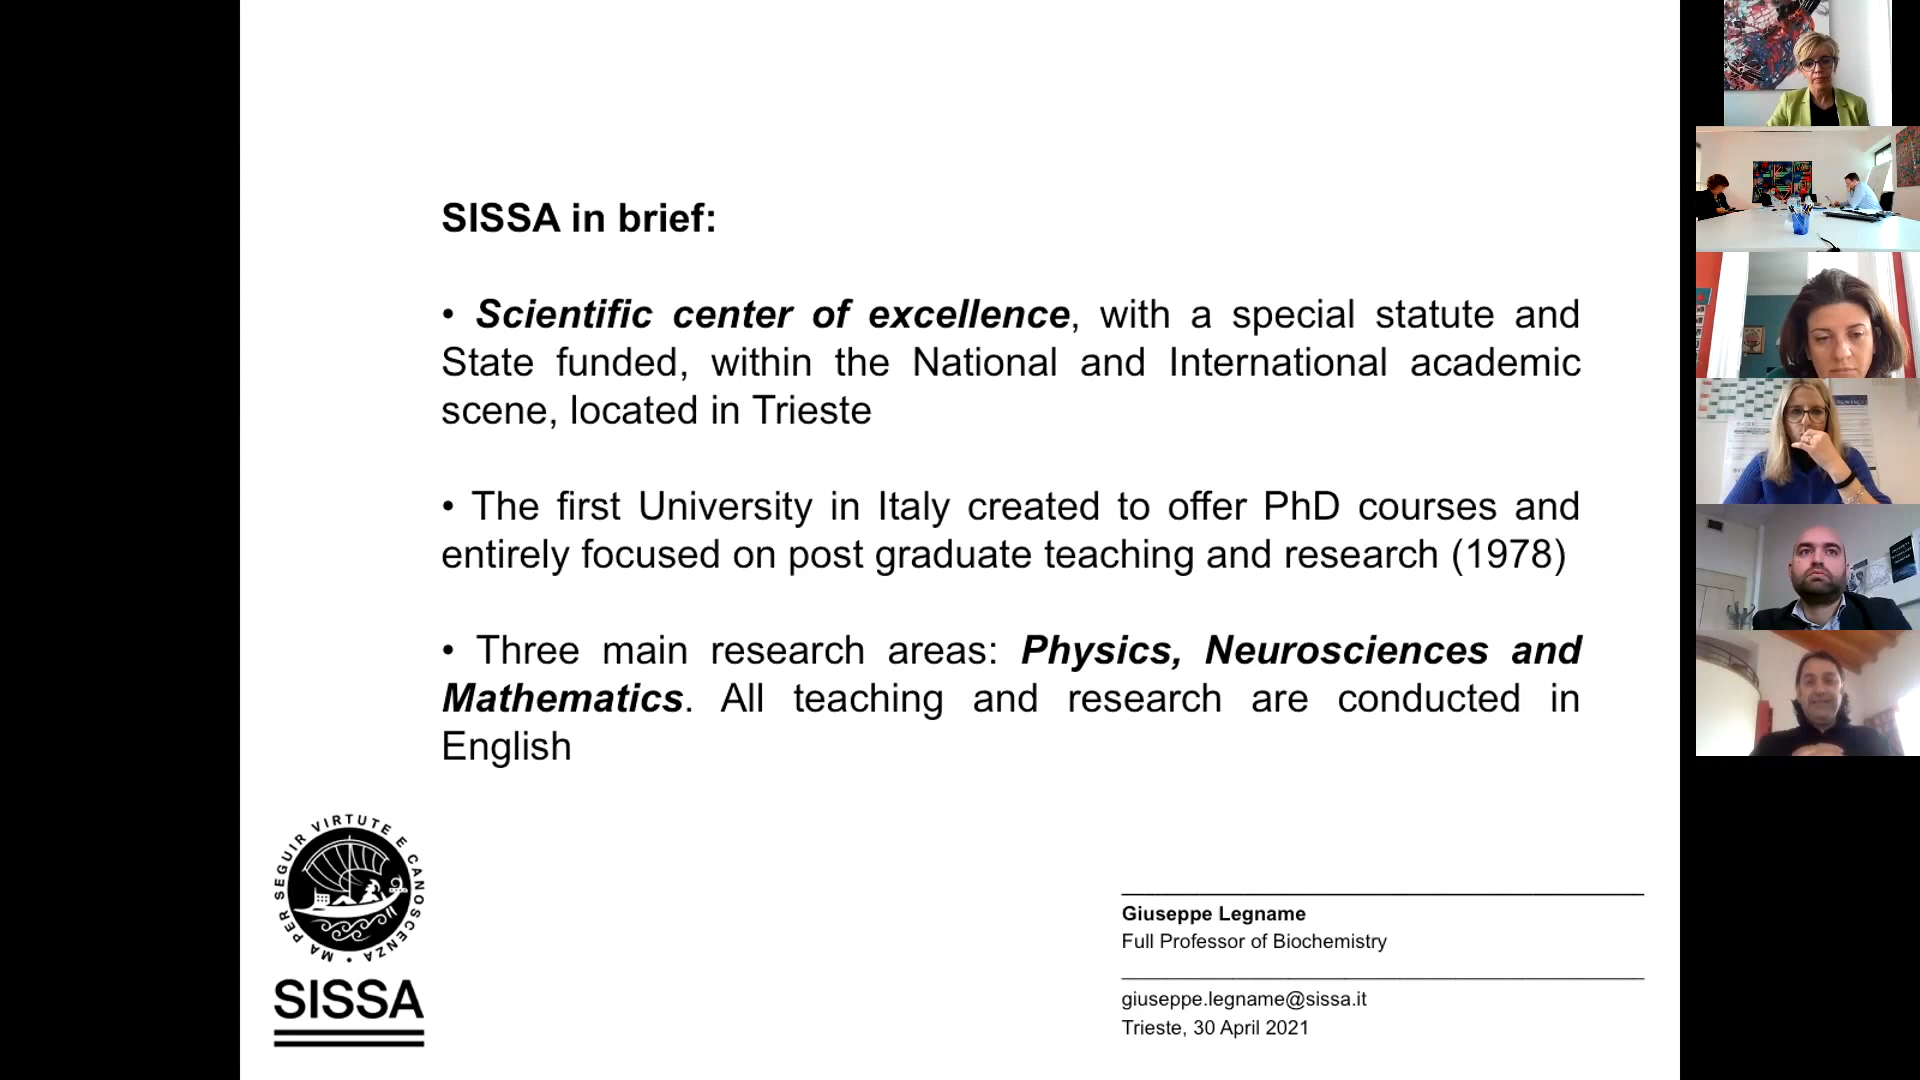 SISSA in brief:
• Scientific center of excellence, with a special statute and
State funded, within the National and International academic
scene, located in Trieste
• The first University in Italy created to offer PhD courses and
entirely focused on post graduate teaching and research (1978)
• Three main research areas: Physics, Neurosciences and
Mathematics. All teaching and research are conducted in
English
MA PER SEGUIR VIRTUTE E CANOSCENZA •
SISSA
Giuseppe Legname
Full Professor of Biochemistry
giuseppe.legname@sissa.it
Trieste, 30 April 2021